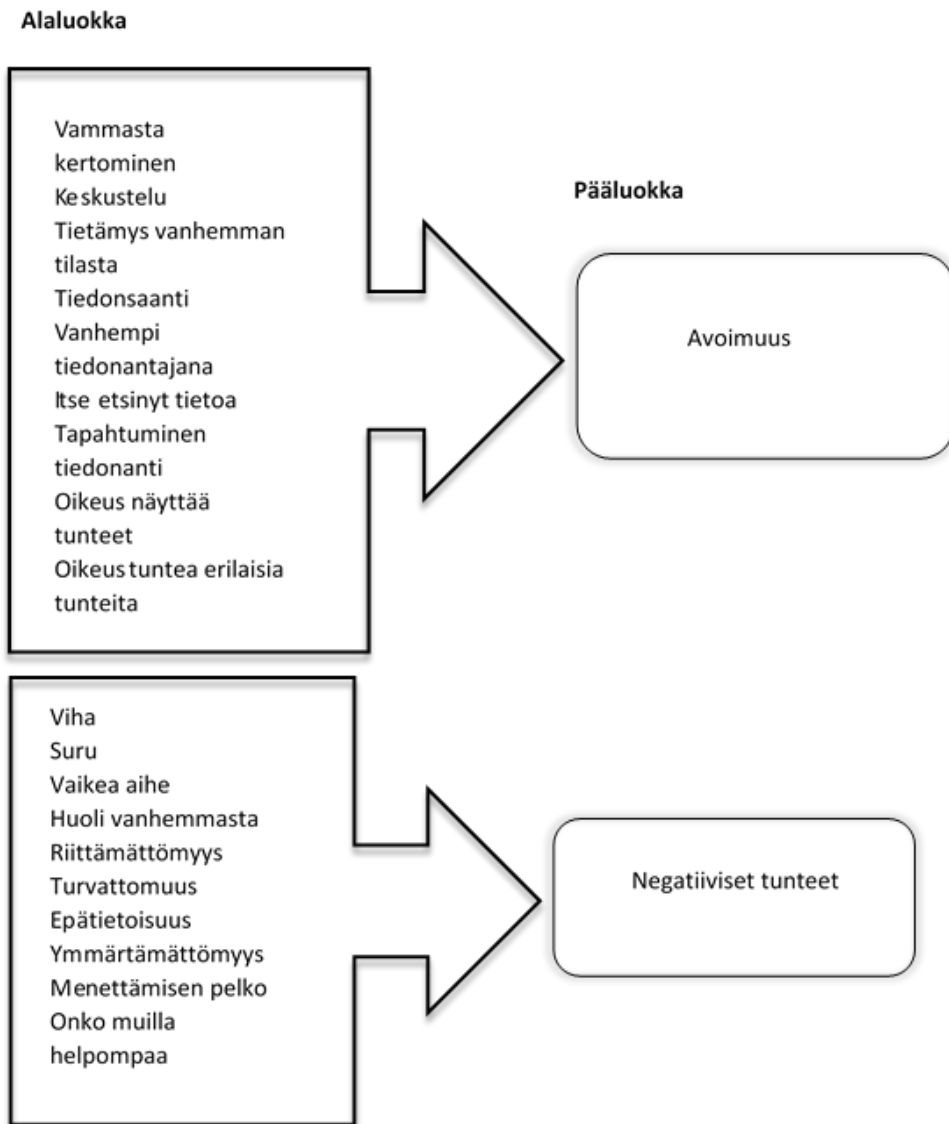 Alaluokka
Vammasta
kertominen
Keskustelu
Tietämys vanhemman
tilasta
Tiedonsaanti
Vanhempi
tiedonantajana
Itse etsinyt tietoa
Tapahtuminen
tiedonanti
Oikeus näyttää
tunteet
Oikeus tuntea erilaisia
tunteita
Pääluokka
Avoimuus
Viha
Suru
Vaikea aihe
Huoli vanhemmasta
Riittämättömyys
Turvattomuus
Epätietoisuus
Ymmärtämättömyys
Menettämisen pelko
Onko muilla
helpompaa
Negatiiviset tunteet